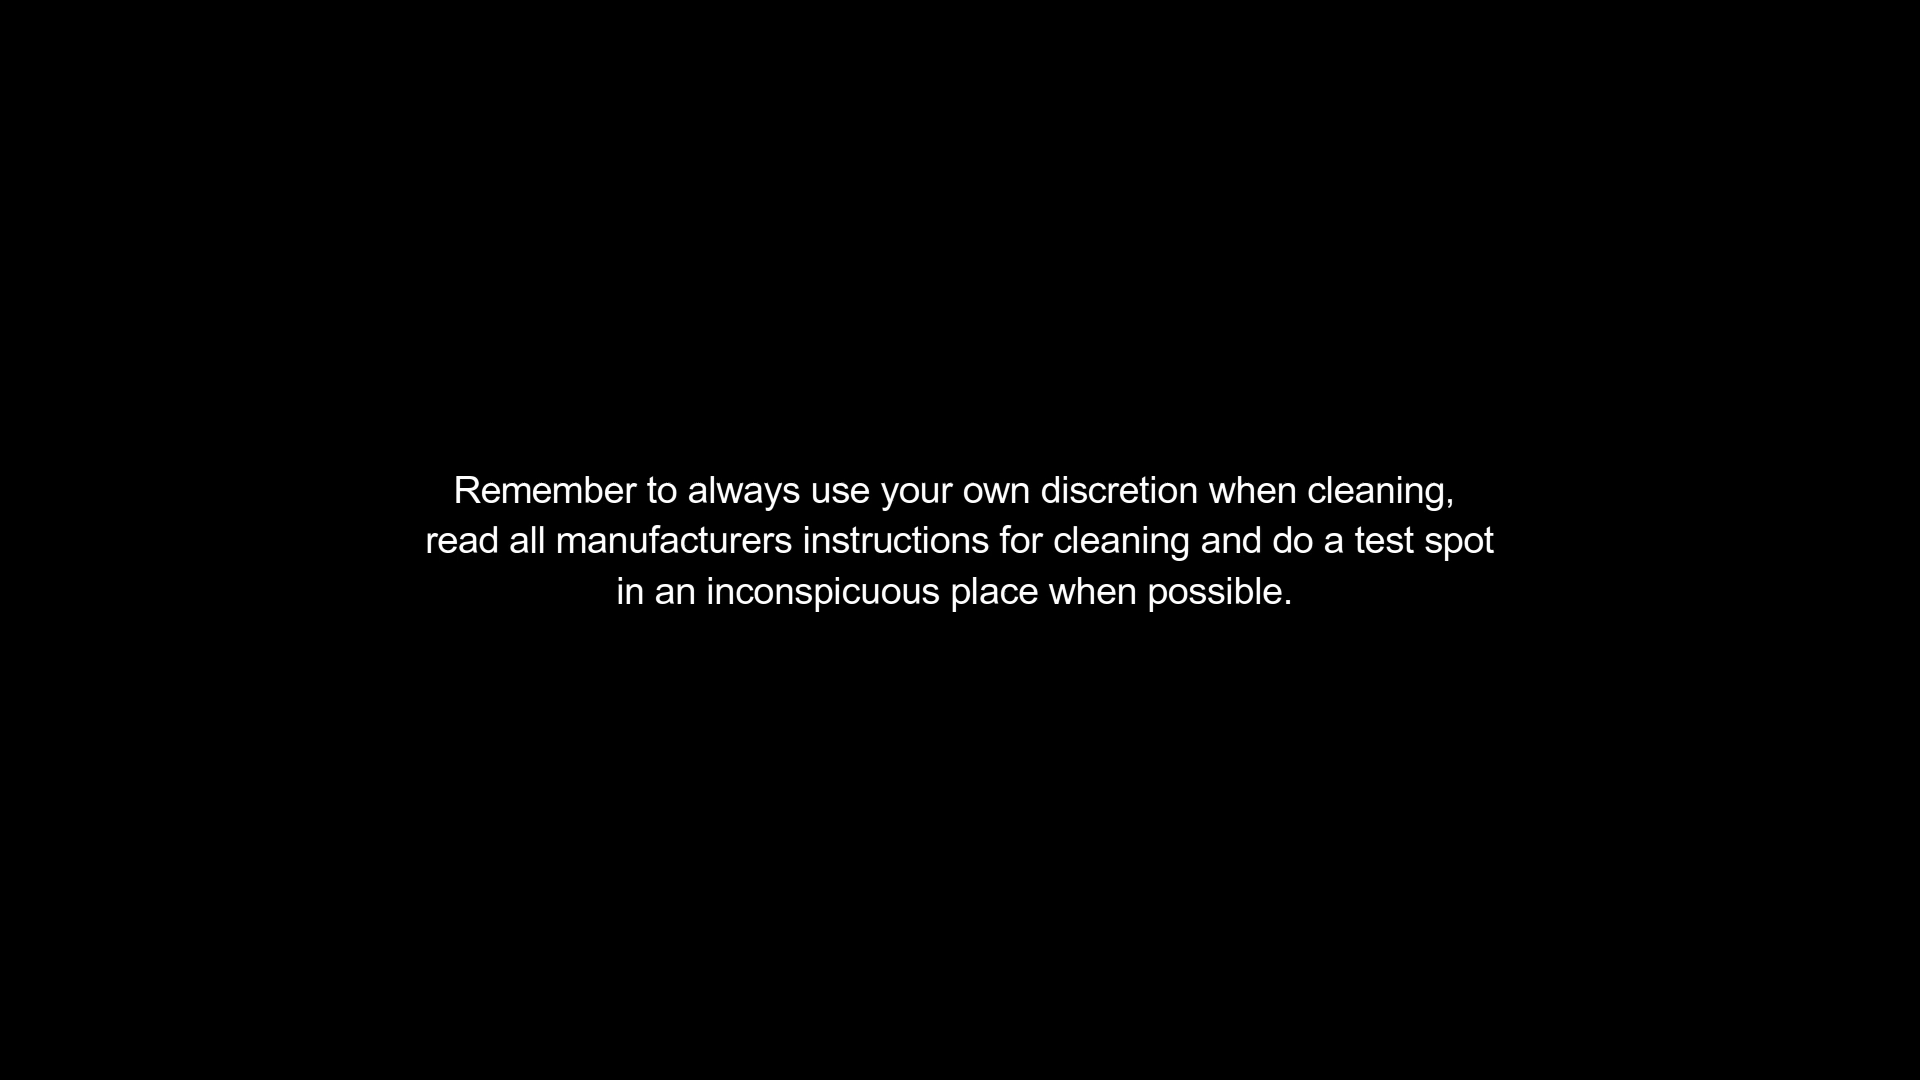 Remember to always use your own discretion when cleaning,
read all manufacturers instructions for cleaning and do a test spot
in an inconspicuous place when possible.